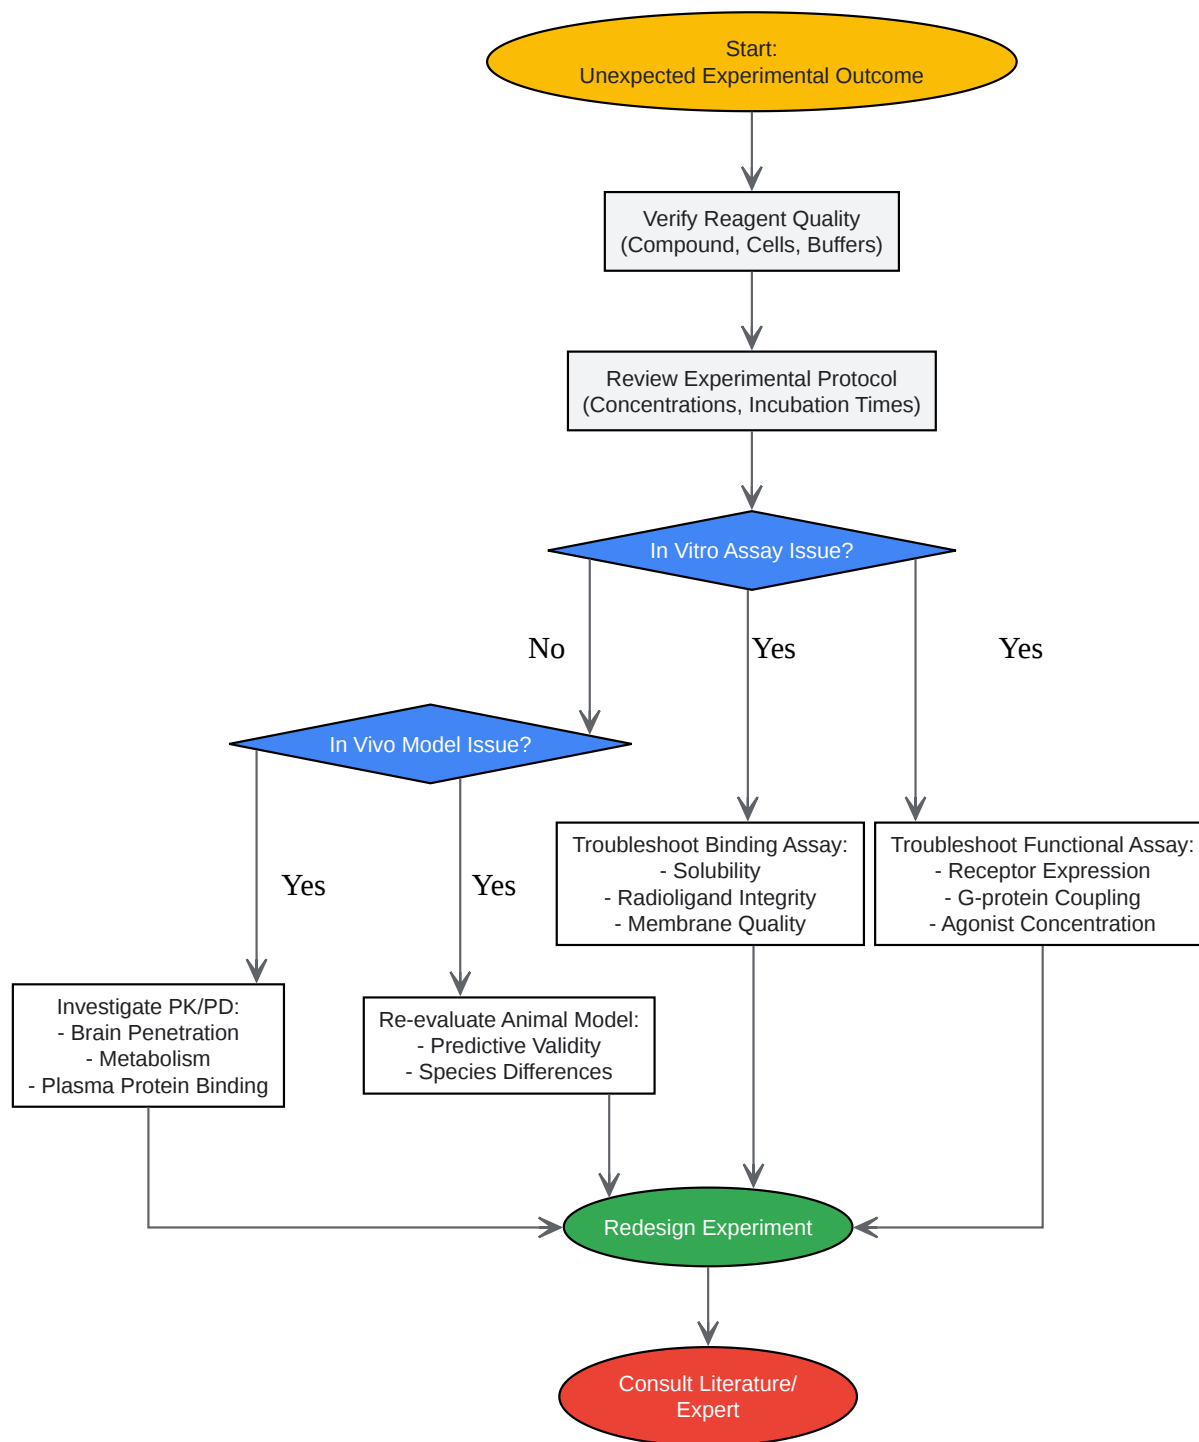 Start:
Unexpected Experimental Outcome
Verify Reagent Quality
(Compound, Cells, Buffers)
Review Experimental Protocol
(Concentrations, Incubation Times)
In Vitro Assay Issue?
No
Yes
Yes
In Vivo Model Issue?
Troubleshoot Binding Assay:
- Solubility
- Radioligand Integrity
- Membrane Quality
Troubleshoot Functional Assay:
- Receptor Expression
- G-protein Coupling
- Agonist Concentration
Yes
Yes
Investigate PK/PD:
- Brain Penetration
- Metabolism
- Plasma Protein Binding
Re-evaluate Animal Model:
- Predictive Validity
- Species Differences
Redesign Experiment
Consult Literature/
Expert